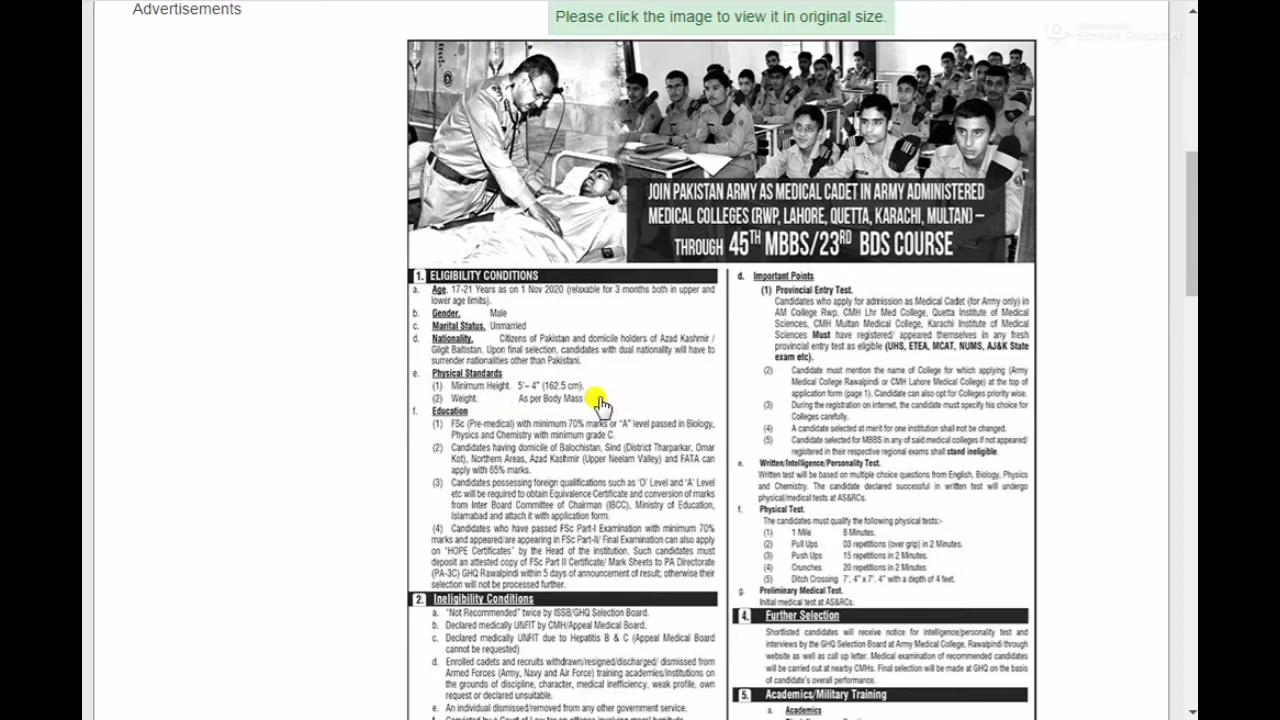 Advertisements
Please click the image to view it in original size.
Screen Recorder
JOIN PAKISTAN ARMY AS MEDICAL CADET IN ARMY ADMINISTERED
MEDICAL COLLEGES (RWP, LAHORE, QUETTA, KARACHI, MULTAN) –
THROUGH 45TH MBBS/23RD BDS COURSE
1. ELIGIBILITY CONDITIONS
a. Age. 17-21 Years as on 1 Nov 2020 (relaxable for 3 months both in upper and
lower age limits).
b. Gender. Male
c. Marital Status. Unmarried
d. Nationality. Citizens of Pakistan and domicile holders of Azad Kashmir /
Gilgit Baltistan. Upon final selection, candidates with dual nationality will have to
surrender nationalities other than Pakistani.
e. Physical Standards
(1) Minimum Height. 5'– 4" (162.5 cm).
(2) Weight. As per Body Mass
f. Education
(1) FSc (Pre-medical) with minimum 70% marks or "A" level passed in Biology,
Physics and Chemistry with minimum grade C.
(2) Candidates having domicile of Balochistan, Sind (District Tharparkar, Omar
Kot), Northern Areas, Azad Kashmir (Upper Neelam Valley) and FATA can
apply with 65% marks.
(3) Candidates possessing foreign qualifications such as 'O' Level and 'A' Level
etc will be required to obtain Equivalence Certificate and conversion of marks
from Inter Board Committee of Chairman (IBCC), Ministry of Education,
Islamabad and attach it with application form.
(4) Candidates who have passed FSc Part-I Examination with minimum 70%
marks and appeared/are appearing in FSc Part-II/ Final Examination can also apply
on "HOPE Certificates" by the Head of the institution. Such candidates must
deposit an attested copy of FSc Part II Certificate/ Mark Sheets to PA Directorate
(PA-3C) GHQ Rawalpindi within 5 days of announcement of result; otherwise their
selection will not be processed further.
2. Ineligibility Conditions
a. "Not Recommended" twice by ISSB/GHQ Selection Board.
b. Declared medically UNFIT by CMH/Appeal Medical Board.
c. Declared medically UNFIT due to Hepatitis B & C (Appeal Medical Board
cannot be requested)
d. Enrolled cadets and recruits withdrawn/resigned/discharged/ dismissed from
Armed Forces (Army, Navy and Air Force) training academies/Institutions on
the grounds of discipline, character, medical inefficiency, weak profile, own
request or declared unsuitable.
e. An individual dismissed/removed from any other government service.
d. Important Points
(1) Provincial Entry Test.
Candidates who apply for admission as Medical Cadet (for Army only) in
AM College Rwp, CMH Lhr Med College, Quetta Institute of Medical
Sciences, CMH Multan Medical College, Karachi Institute of Medical
Sciences Must have registered/ appeared themselves in any fresh
provincial entry test as eligible (UHS, ETEA, MCAT, NUMS, AJ&K State
exam etc).
(2) Candidate must mention the name of College for which applying (Army
Medical College Rawalpindi or CMH Lahore Medical College) at the top of
application form (page 1). Candidate can also opt for Colleges priority wise.
(3) During the registration on internet, the candidate must specify his choice for
Colleges carefully.
(4) A candidate selected at merit for one institution shall not be changed.
(5) Candidate selected for MBBS in any of said medical colleges if not appeared/
registered in their respective regional exams shall stand ineligible.
e. Written/Intelligence/Personality Test.
Written test will be based on multiple choice questions from English, Biology, Physics
and Chemistry. The candidate declared successful in written test will undergo
physical/medical tests at AS&RCs.
f. Physical Test.
The candidates must qualify the following physical tests:-
(1) 1 Mile 8 Minutes.
(2) Pull Ups 03 repetitions (over grip) in 2 Minutes.
(3) Push Ups 15 repetitions in 2 Minutes.
(4) Crunches 20 repetitions in 2 Minutes
(5) Ditch Crossing 7'. 4" x 7'. 4" with a depth of 4 feet.
g. Preliminary Medical Test.
Initial medical test at AS&RCs.
4. Further Selection
Shortlisted candidates will receive notice for intelligence/personality test and
interviews by the GHQ Selection Board at Army Medical College, Rawalpindi through
website as well as call up letter. Medical examination of recommended candidates
will be carried out at nearby CMHs. Final selection will be made at GHQ on the basis
of candidate's overall performance.
5. Academics/Military Training
a. Academics